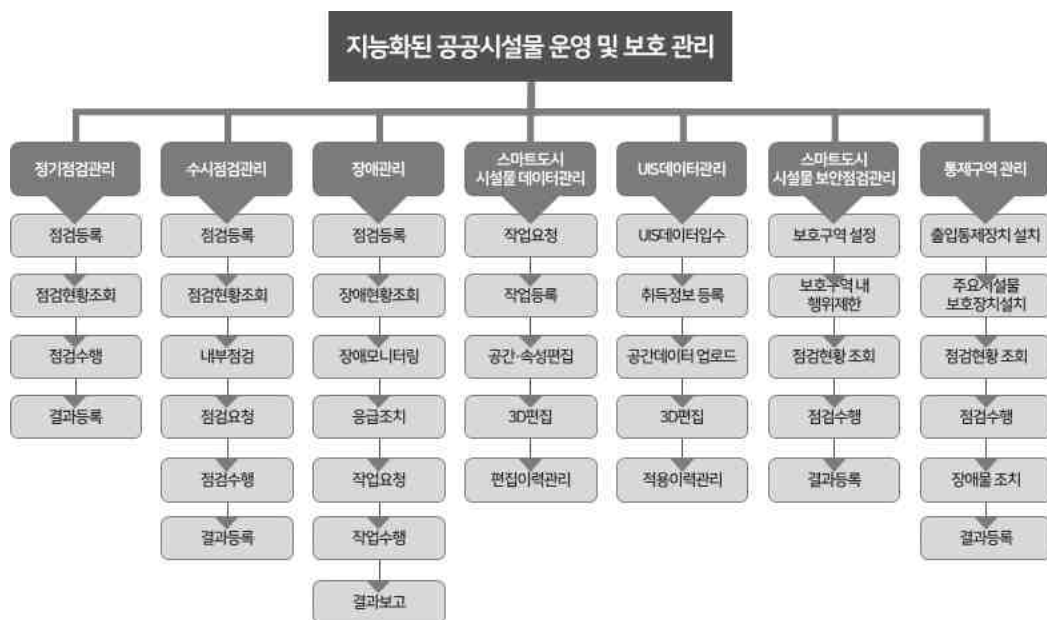 지능화된 공공시설물 운영 및 보호 관리
정기점검관리
점검등록
점검현황조회
점검수행
결과등록
수시점검관리
점검등록
점검현황조회
내부점검
점검요청
점검수행
결과등록
장애관리
점검등록
장애현황조회
장애모니터링
응급조치
작업요청
작업수행
결과보고
스마트도시
시설물 데이터관리
작업요청
작업등록
공간·속성편집
3D편집
편집이력관리
UIS데이터관리
UIS데이터입수
취득정보 등록
공간데이터 업로드
3D편집
적용이력관리
스마트도시
시설물 보안점검관리
보호구역 설정
보호구역 내
행위제한
점검현황 조회
점검수행
결과등록
통제구역 관리
출입통제장치 설치
주요시설물
보호장치설치
점검현황 조회
점검수행
장애물 조치
결과등록